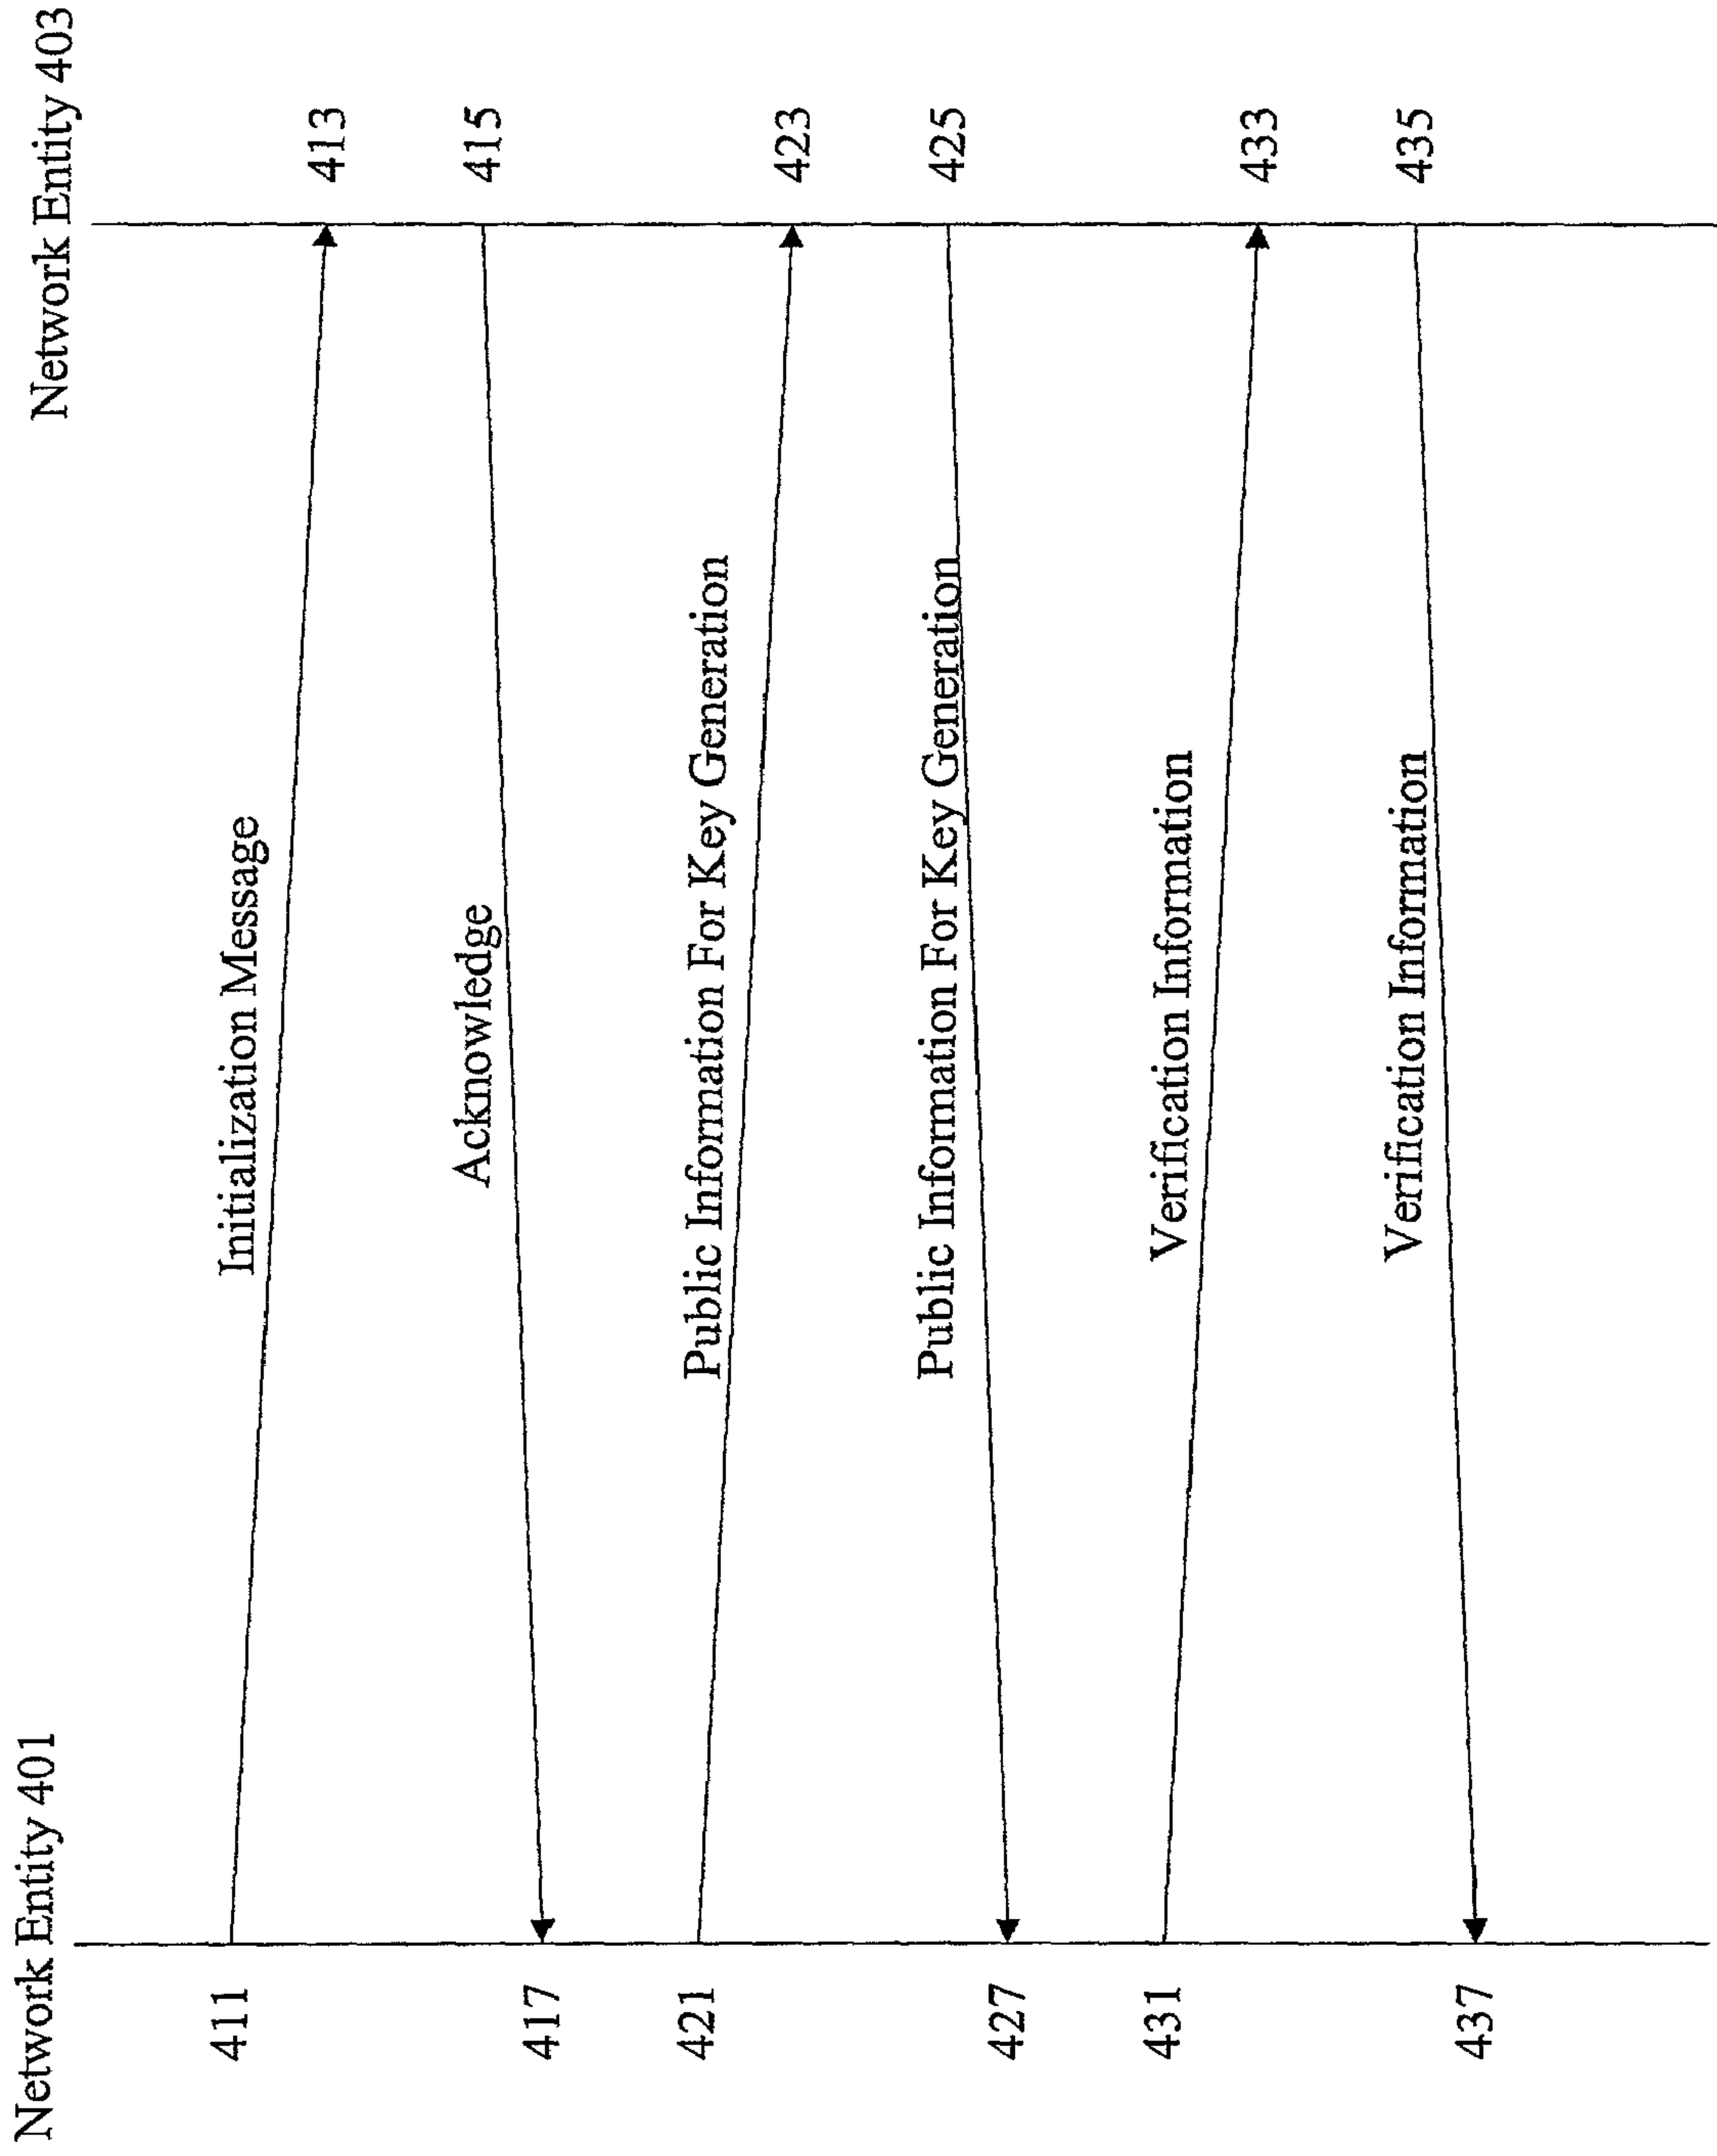 Network Entity 401
Network Entity 403
411
Initialization Message
413
Acknowledge
415
417
421
Public Information For Key Generation
423
Public Information For Key Generation
425
427
431
Verification Information
433
Verification Information
435
437